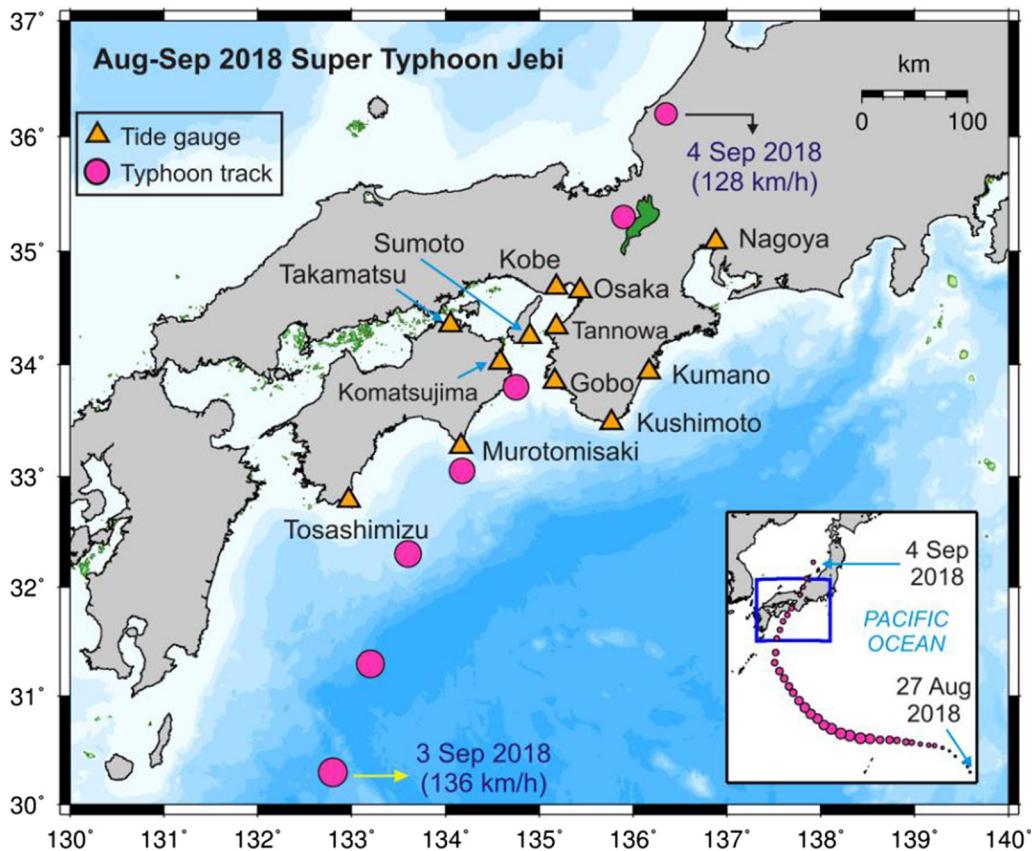 Aug-Sep 2018 Super Typhoon Jebi
Tide gauge
Typhoon track
km
0 100
4 Sep 2018
(128 km/h)
Nagoya
Sumoto
Kobe
Takamatsu
Osaka
Tannowa
Komatsujima
Gobo
Kumano
Kushimoto
Murotomisaki
Tosashimizu
3 Sep 2018
(136 km/h)
4 Sep
2018
PACIFIC
OCEAN
27 Aug
2018
37°
36°
35°
34°
33°
32°
31°
30°
130° 131° 132° 133° 134° 135° 136° 137° 138° 139° 140°